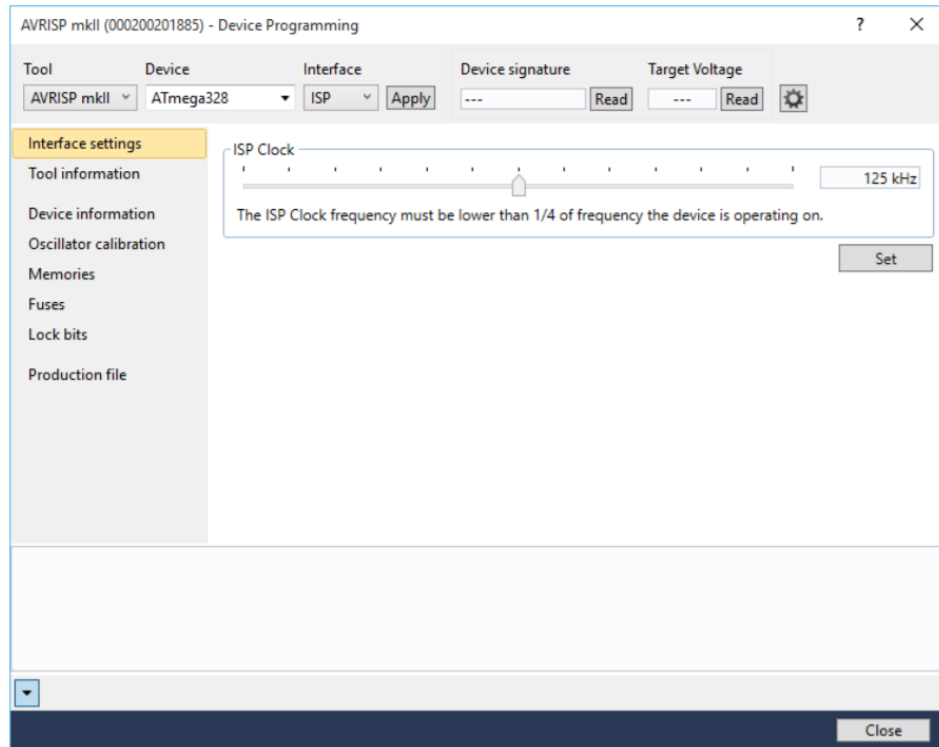 AVRISP mkII (000200201885) - Device Programming ?
Tool Device Interface Device signature Target Voltage
AVRISP mkII ATmega328 ISP Apply --- Read --- Read
Interface settings
Tool information
Device information
Oscillator calibration
Memories
Fuses
Lock bits
Production file
ISP Clock
125 kHz
The ISP Clock frequency must be lower than 1/4 of frequency the device is operating on.
Set
Close